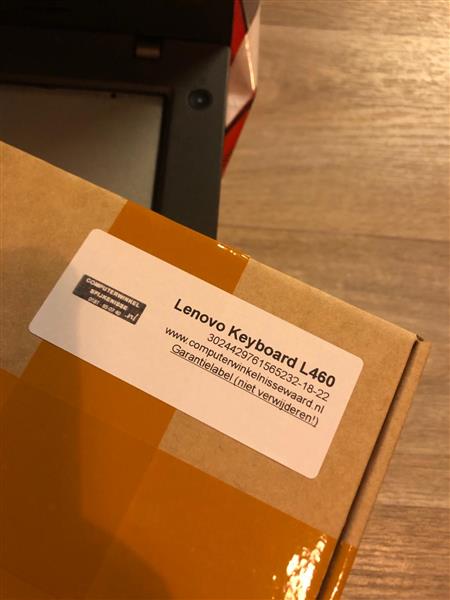 COMPUTERWINKEL
SPIJKENISSE
Lenovo Keyboard L460
3024429761565232-18-22
www.computerwinkelnissewaard.nl
Garantielabel (niet verwijderen!)